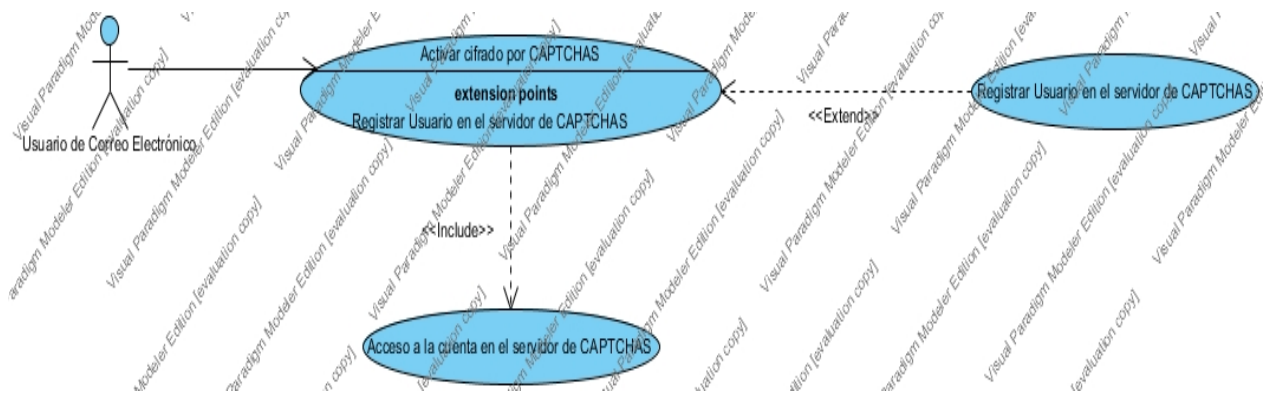 Activar cifrado por CAPTCHAS
extension points
Registrar Usuario en el servidor de CAPTCHAS
Usuario de Correo Electrónico
<<Extend>>
Registrar Usuario en el servidor de CAPTCHAS
<<Include>>
Acceso a la cuenta en el servidor de CAPTCHAS
Visual Paradigm Modeler Edition [evaluation copy]